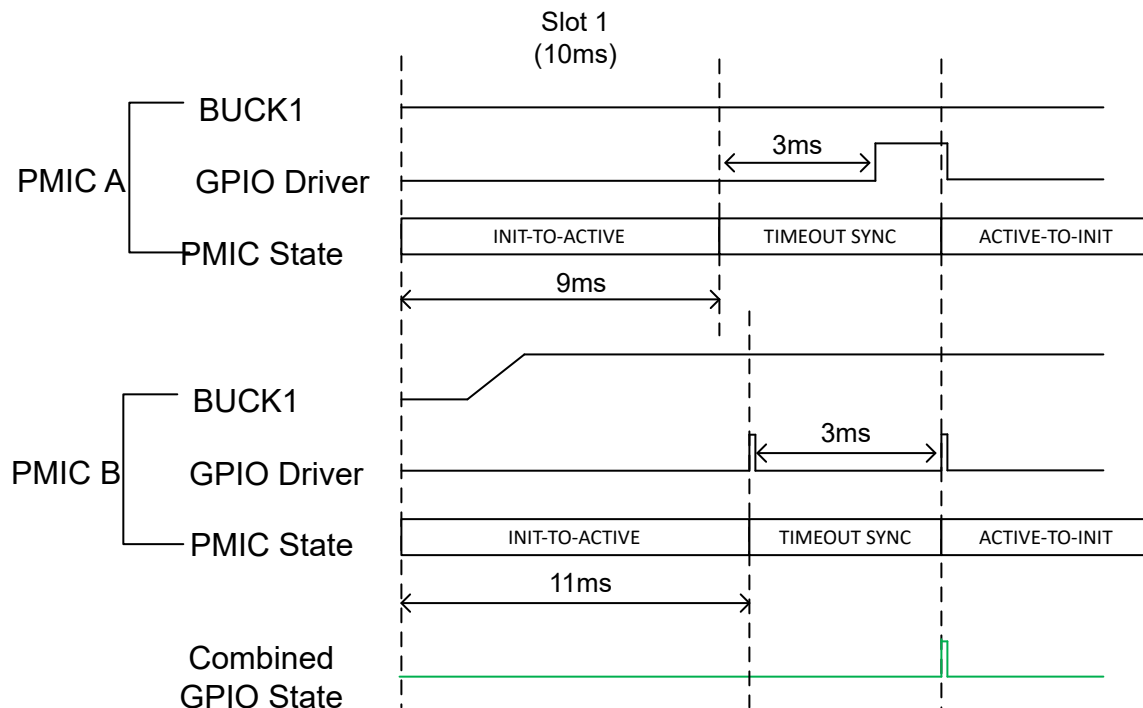 Slot 1
(10ms)
BUCK1
3ms
PMIC A
GPIO Driver
INIT-TO-ACTIVE
TIMEOUT SYNC
ACTIVE-TO-INIT
PMIC State
9ms
BUCK1
3ms
PMIC B
GPIO Driver
INIT-TO-ACTIVE
TIMEOUT SYNC
ACTIVE-TO-INIT
PMIC State
11ms
Combined
GPIO State